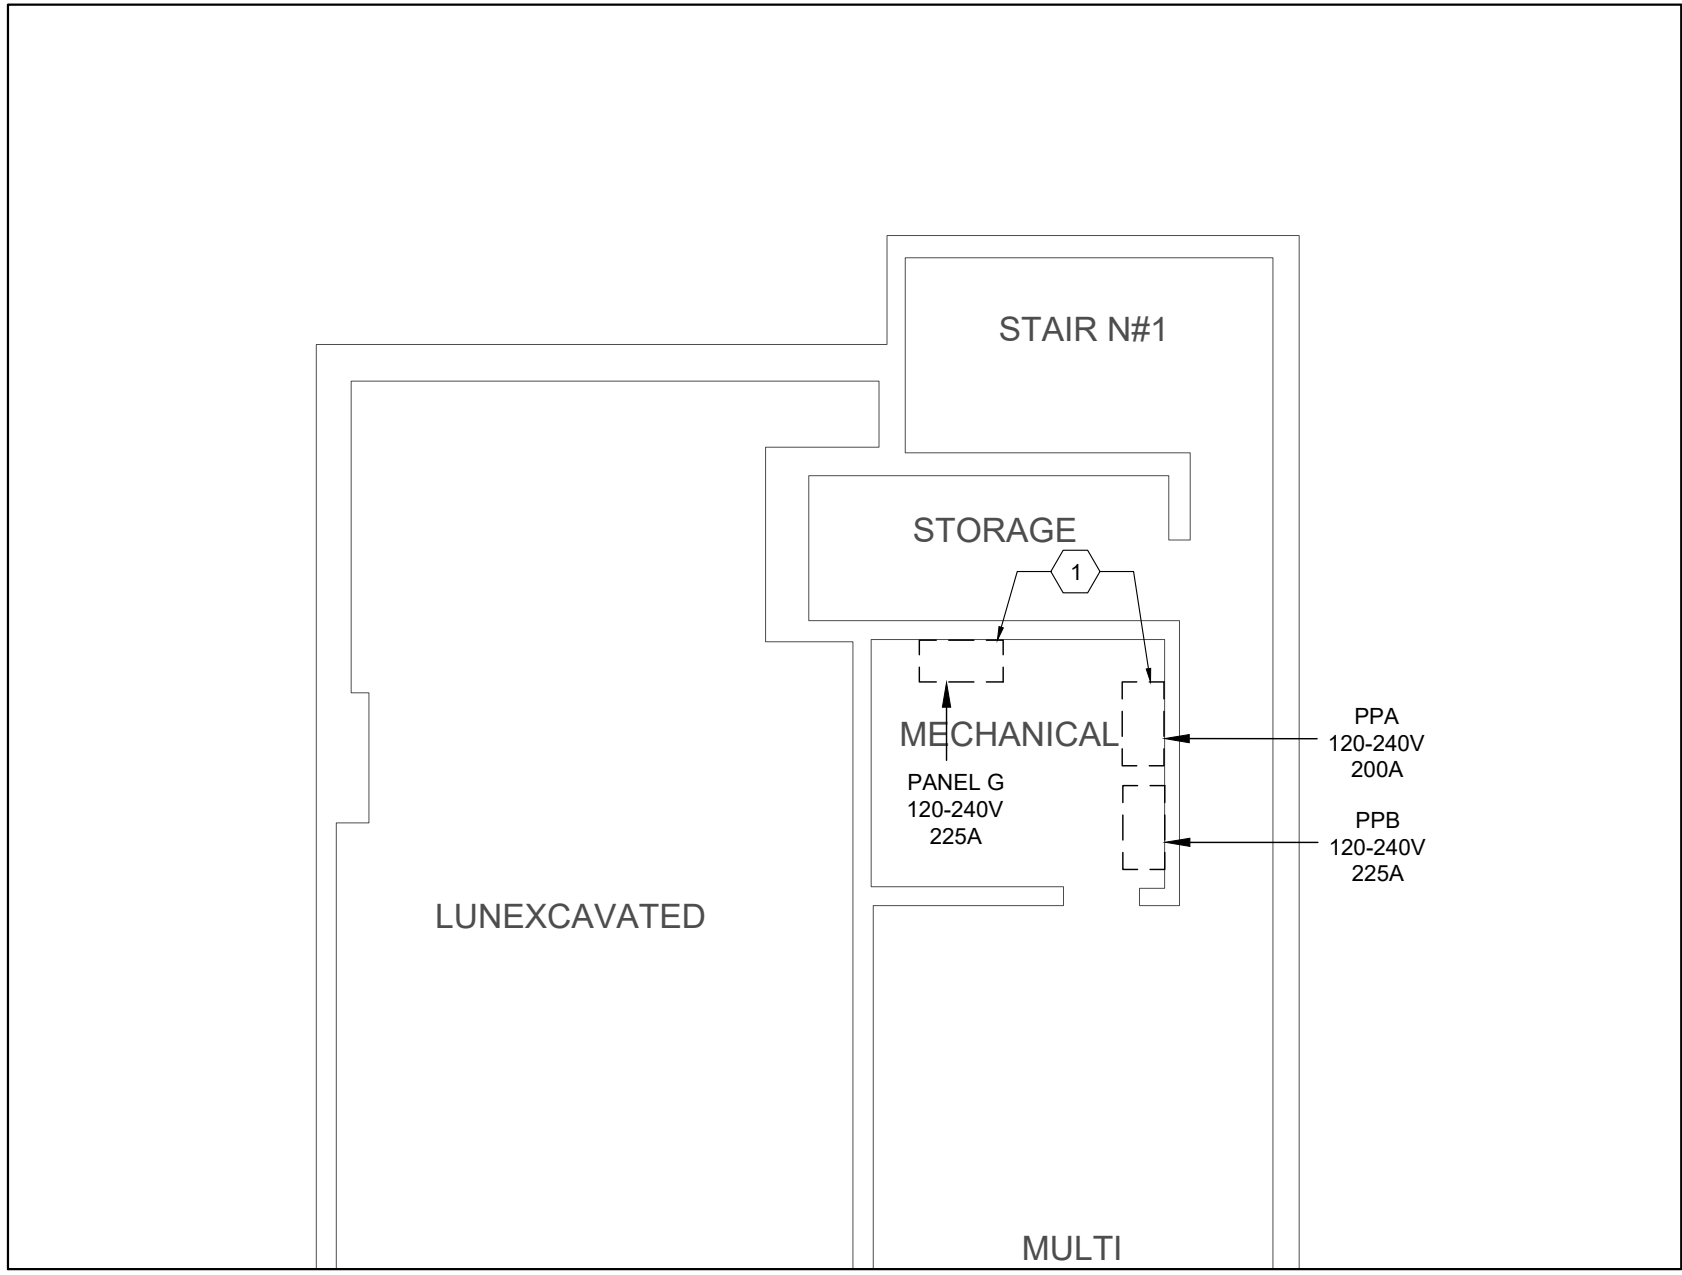 STAIR N#1
STORAGE
1
MECHANICAL
PANEL G
120-240V
225A
PPA
120-240V
200A
PPB
120-240V
225A
LUNEXCAVATED
MULTI